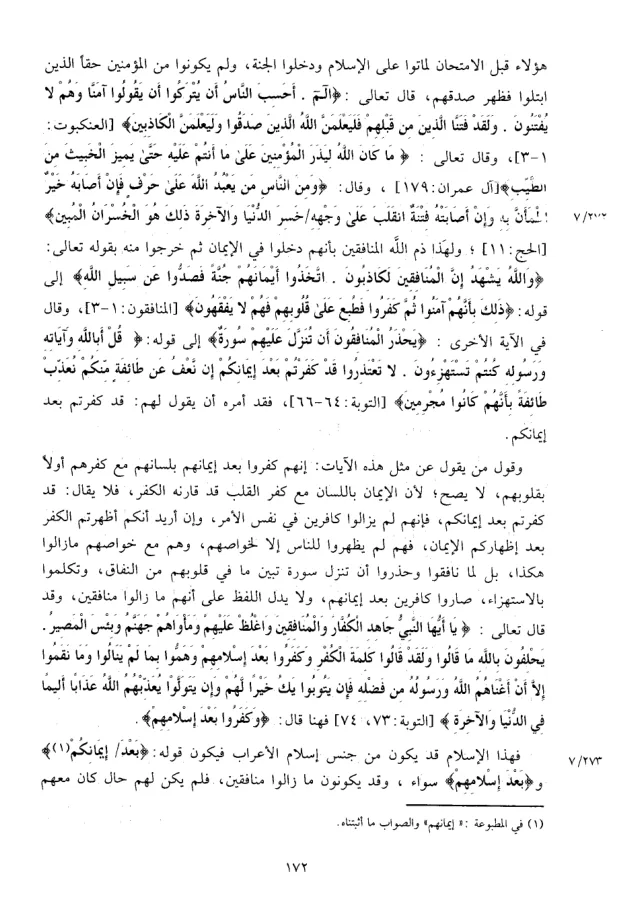 هؤلاء قبل الامتحان لماتوا على الإسلام ودخلوا الجنة، ولم يكونوا من المؤمنين حقاً الذين
ابتلوا فظهر صدقهم، قال تعالى :﴿الٓمٓ . أَحَسِبَ النَّاسُ أَن يُتْرَكُوا أَن يَقُولُوا آمَنَّا وَهُمْ لا
يُفْتَنُونَ . وَلَقَدْ فَتَنَّا الَّذِينَ مِن قَبْلِهِمْ فَلَيَعْلَمَنَّ اللَّهُ الَّذِينَ صَدَقُوا وَلَيَعْلَمَنَّ الْكَاذِبِينَ﴾ [العنكبوت:
١-٣]، وقال تعالى : ﴿ مَا كَانَ اللَّهُ لِيَذَرَ الْمُؤْمِنِينَ عَلَىٰ مَا أَنتُمْ عَلَيْهِ حَتَّىٰ يَمِيزَ الْخَبِيثَ مِنَ
الطَّيِّبِ﴾[آل عمران:١٧٩] ، وقال: ﴿وَمِنَ النَّاسِ مَن يَعْبُدُ اللَّهَ عَلَىٰ حَرْفٍ فَإِنْ أَصَابَهُ خَيْرٌ
اطْمَأَنَّ بِهِ وَإِنْ أَصَابَتْهُ فِتْنَةٌ انقَلَبَ عَلَىٰ وَجْهِهِ/ خَسِرَ الدُّنْيَا وَالآخِرَةَ ذَلِكَ هُوَ الْخُسْرَانُ الْمُبِينُ﴾
٧/٢٧٢
[الحج:١١] ؛ ولهذا ذم اللَّه المنافقين بأنهم دخلوا في الإيمان ثم خرجوا منه بقوله تعالى:
﴿وَاللَّهُ يَشْهَدُ إِنَّ الْمُنَافِقِينَ لَكَاذِبُونَ . اتَّخَذُوا أَيْمَانَهُمْ جُنَّةً فَصَدُّوا عَن سَبِيلِ اللَّهِ﴾ إلى
قوله: ﴿ذَلِكَ بِأَنَّهُمْ آمَنُوا ثُمَّ كَفَرُوا فَطُبِعَ عَلَىٰ قُلُوبِهِمْ فَهُمْ لا يَفْقَهُونَ﴾ [المنافقون:١-٣]، وقال
في الآية الأخرى : ﴿يَحْذَرُ الْمُنَافِقُونَ أَن تُنَزَّلَ عَلَيْهِمْ سُورَةٌ﴾ إلى قوله:﴿ قُلْ أَبِاللَّهِ وَآيَاتِهِ
وَرَسُولِهِ كُنتُمْ تَسْتَهْزِءُونَ . لا تَعْتَذِرُوا قَدْ كَفَرْتُم بَعْدَ إِيمَانِكُمْ إِن نَّعْفُ عَن طَائِفَةٍ مِّنكُمْ نُعَذِّبْ
طَائِفَةً بِأَنَّهُمْ كَانُوا مُجْرِمِينَ﴾ [التوبة:٦٤-٦٦]، فقد أمره أن يقول لهم: قد كفرتم بعد
إيمانكم.
وقول من يقول عن مثل هذه الآيات: إنهم كفروا بعد إيمانهم بلسانهم مع كفرهم أولاً
بقلوبهم، لا يصح؛ لأن الإيمان باللسان مع كفر القلب قد قارنه الكفر، فلا يقال: قد
كفرتم بعد إيمانكم، فإنهم لم يزالوا كافرين في نفس الأمر، وإن أريد أنكم أظهرتم الكفر
بعد إظهاركم الإيمان، فهم لم يظهروا للناس إلا لخواصهم، وهم مع خواصهم مازالوا
هكذا، بل لما نافقوا وحذروا أن تنزل سورة تبين ما في قلوبهم من النفاق، وتكلموا
بالاستهزاء، صاروا كافرين بعد إيمانهم، ولا يدل اللفظ على أنهم ما زالوا منافقين، وقد
قال تعالى : ﴿ يَا أَيُّهَا النَّبِيُّ جَاهِدِ الْكُفَّارَ وَالْمُنَافِقِينَ وَاغْلُظْ عَلَيْهِمْ وَمَأْوَاهُمْ جَهَنَّمُ وَبِئْسَ الْمَصِيرُ .
يَحْلِفُونَ بِاللَّهِ مَا قَالُوا وَلَقَدْ قَالُوا كَلِمَةَ الْكُفْرِ وَكَفَرُوا بَعْدَ إِسْلامِهِمْ وَهَمُّوا بِمَا لَمْ يَنَالُوا وَمَا نَقَمُوا
إِلاَّ أَنْ أَغْنَاهُمُ اللَّهُ وَرَسُولُهُ مِن فَضْلِهِ فَإِن يَتُوبُوا يَكُ خَيْرًا لَّهُمْ وَإِن يَتَوَلَّوْا يُعَذِّبْهُمُ اللَّهُ عَذَابًا أَلِيمًا
فِي الدُّنْيَا وَالآخِرَةِ ﴾ [التوبة:٧٣، ٧٤] فهنا قال: ﴿وَكَفَرُوا بَعْدَ إِسْلامِهِمْ﴾.
فهذا الإسلام قد يكون من جنس إسلام الأعراب فيكون قوله: ﴿بَعْدَ/ إِيمَانِكُمْ(١)﴾
٧/٢٧٣
و﴿بَعْدَ إِسْلامِهِمْ﴾ سواء ، وقد يكونون ما زالوا منافقين، فلم يكن لهم حال كان معهم
(١) في المطبوعة :« إيمانهم» والصواب ما أثبتناه.
١٧٢